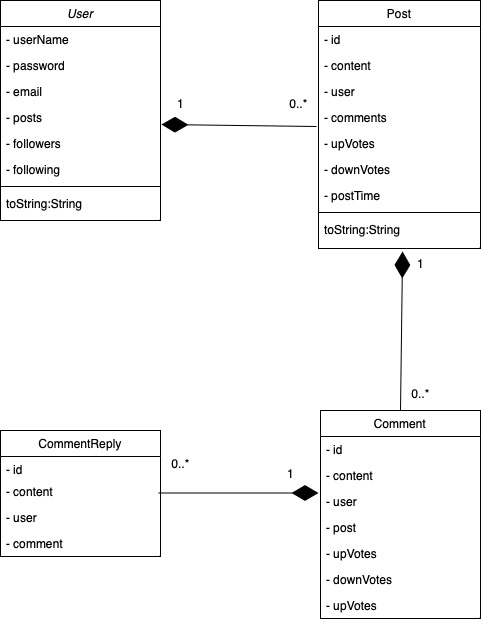 User
- userName
- password
- email
- posts
- followers
- following
toString:String
1
0..*
Post
- id
- content
- user
- comments
- upVotes
- downVotes
- postTime
toString:String
1
0..*
CommentReply
- id
- content
- user
- comment
0..*
1
Comment
- id
- content
- user
- post
- upVotes
- downVotes
- upVotes